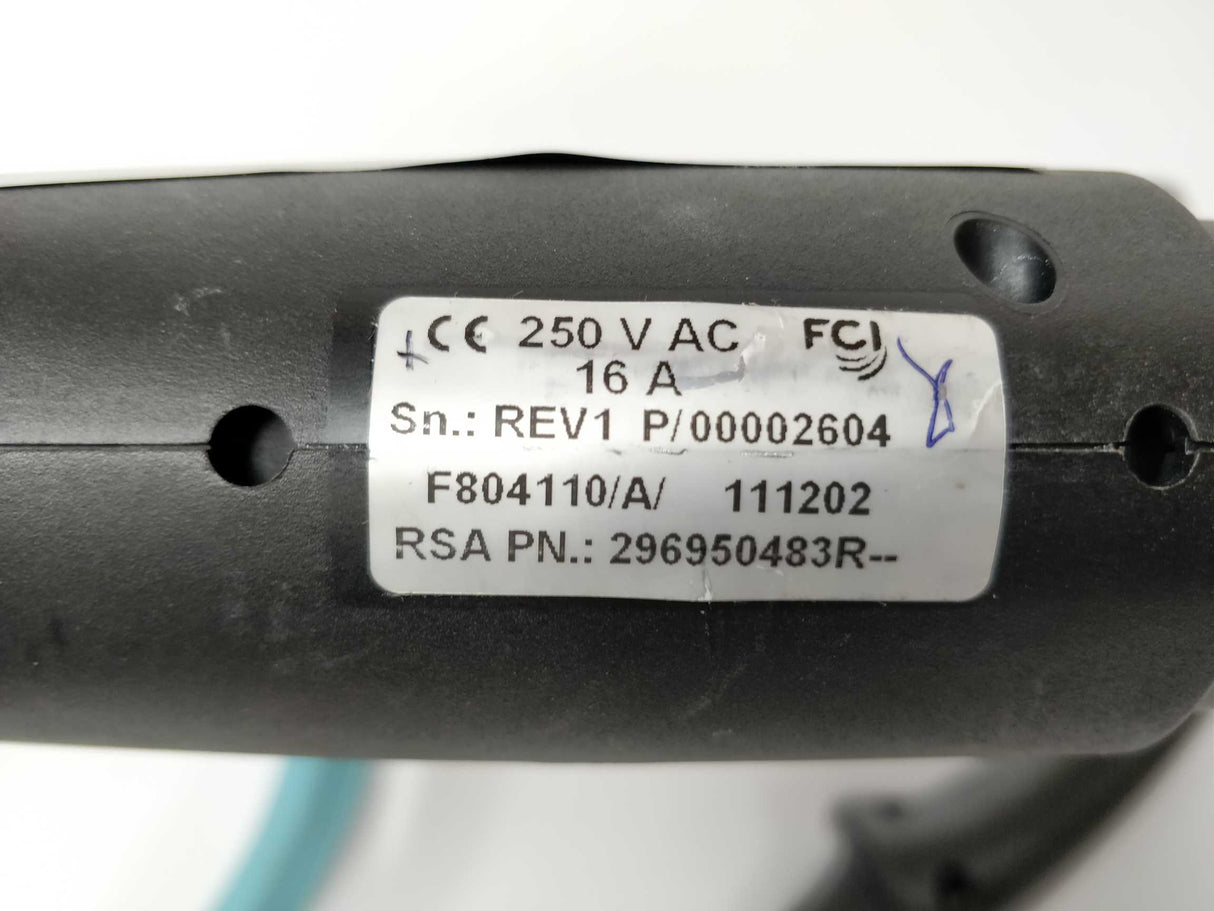 CE 250 V AC FCI
16 A
Sn.: REV1 P/00002604
F804110/A/ 111202
RSA PN.: 296950483R--